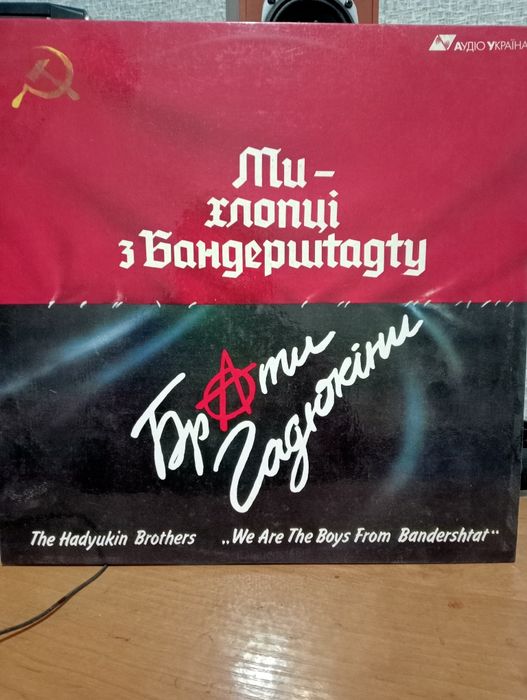 Аудіо Україна
Ми –
хлопці
з Бандерштадту
Брати
Гадюкіни
The Hadyukin Brothers „We Are The Boys From Bandershtat“